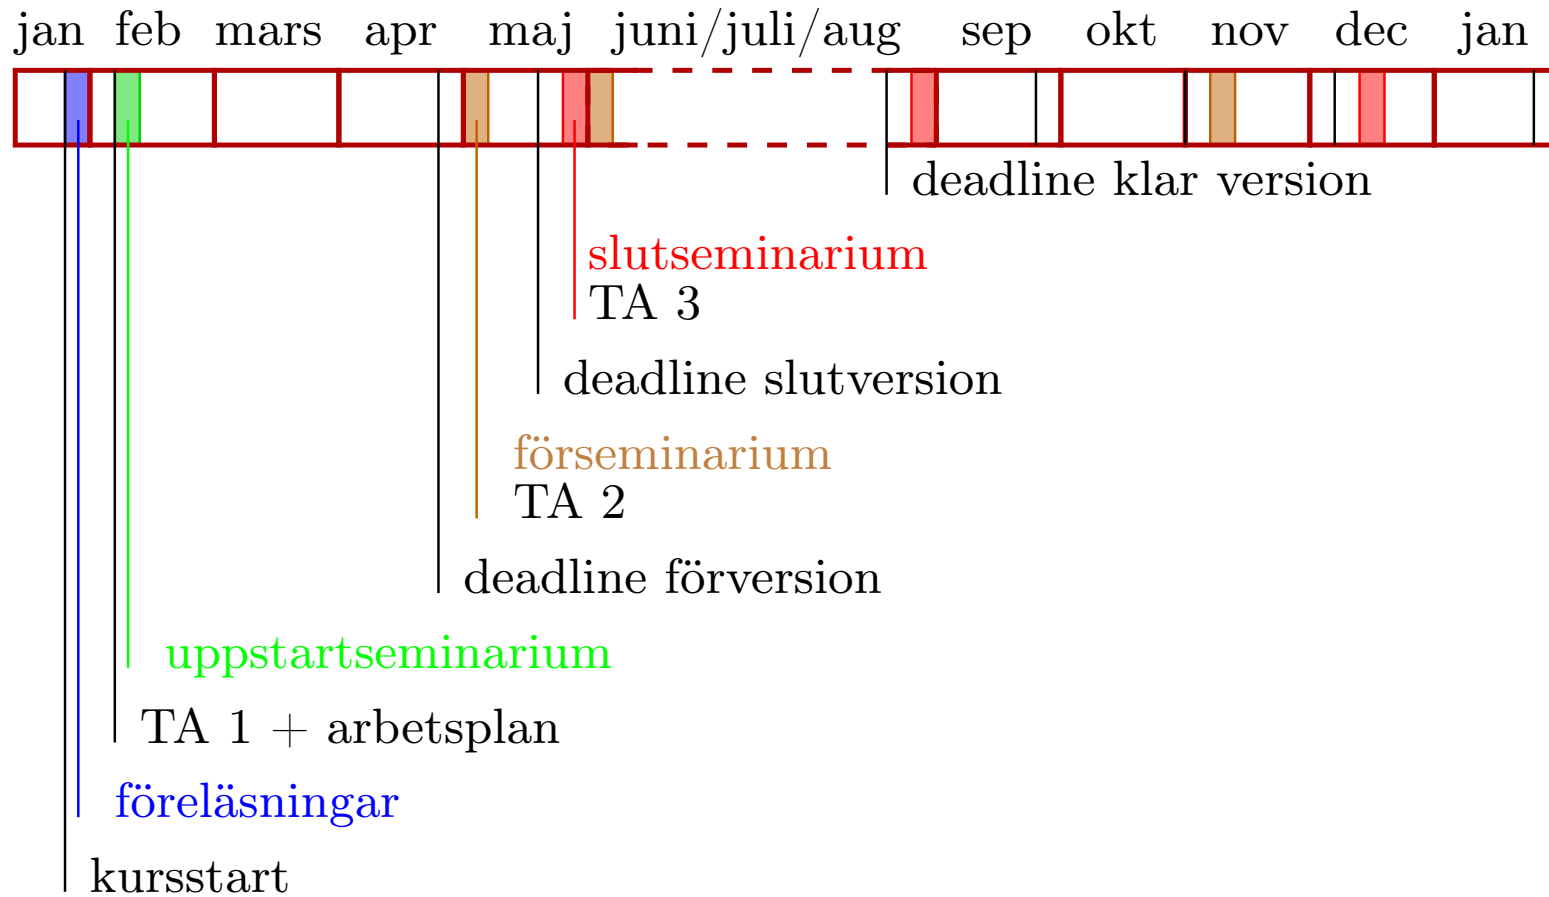 jan feb mars apr maj juni/juli/aug sep okt nov dec jan
deadline klar version
slutseminarium
TA 3
deadline slutversion
förseminarium
TA 2
deadline förversion
uppstartseminarium
TA 1 + arbetsplan
föreläsningar
kursstart